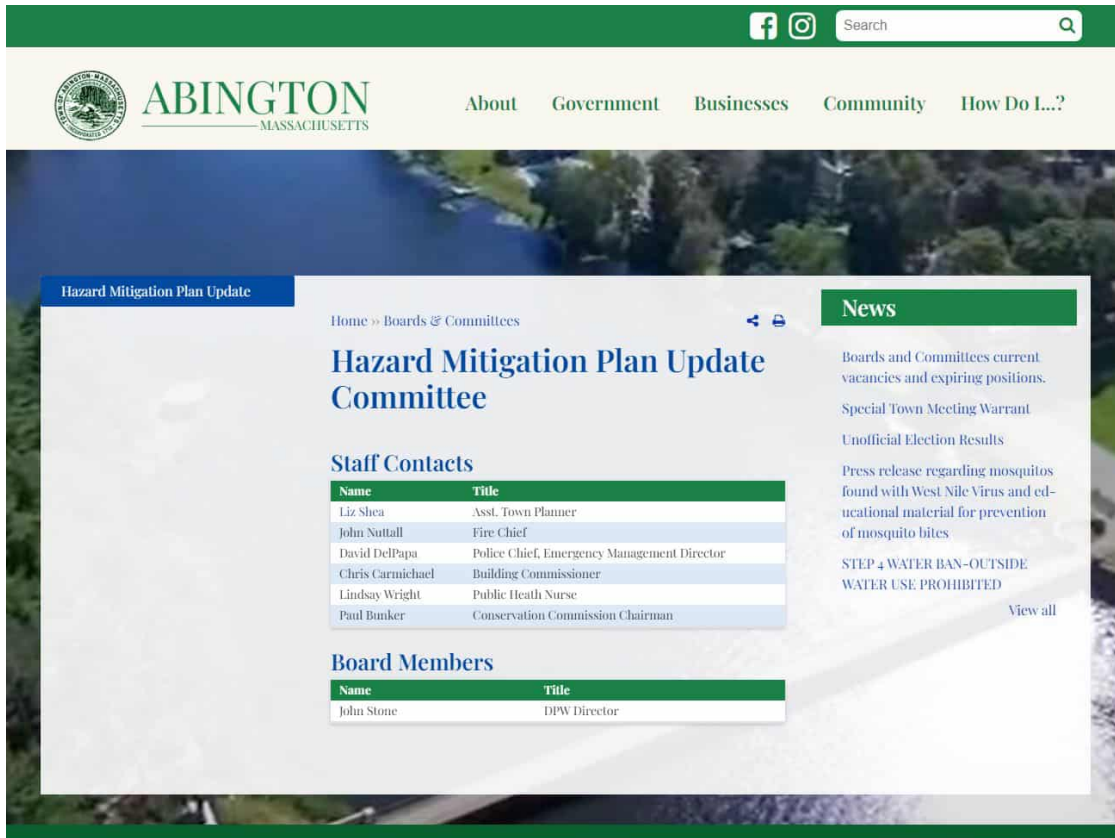 Search
ABINGTON
MASSACHUSETTS
About Government Businesses Community How Do I...?
Hazard Mitigation Plan Update
Home » Boards & Committees
Hazard Mitigation Plan Update
Committee
Staff Contacts
Name Title
Liz Shea Asst. Town Planner
John Nuttall Fire Chief
David DelPapa Police Chief, Emergency Management Director
Chris Carmichael Building Commissioner
Lindsay Wright Public Heath Nurse
Paul Bunker Conservation Commission Chairman
Board Members
Name Title
John Stone DPW Director
News
Boards and Committees current
vacancies and expiring positions.
Special Town Meeting Warrant
Unofficial Election Results
Press release regarding mosquitos
found with West Nile Virus and ed-
ucational material for prevention
of mosquito bites
STEP 4 WATER BAN-OUTSIDE
WATER USE PROHIBITED
View all